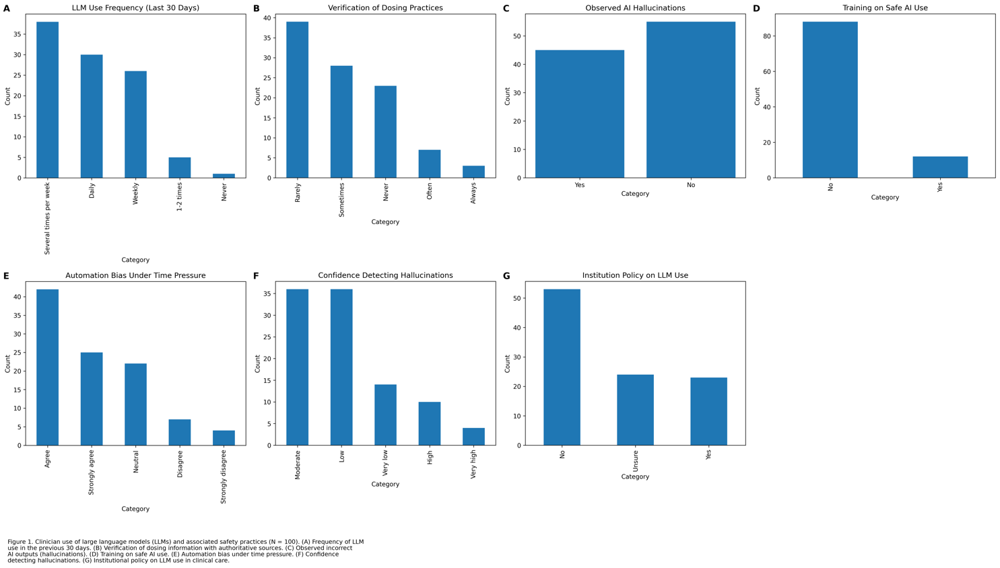 A
LLM Use Frequency (Last 30 Days)
Count
35
30
25
20
15
10
5
0
Several times per week
Daily
Weekly
1-2 times
Never
Category
B
Verification of Dosing Practices
Count
40
35
30
25
20
15
10
5
0
Rarely
Sometimes
Never
Often
Always
Category
C
Observed AI Hallucinations
Count
50
40
30
20
10
0
Yes
No
Category
D
Training on Safe AI Use
Count
80
60
40
20
0
No
Yes
Category
E
Automation Bias Under Time Pressure
Count
40
35
30
25
20
15
10
5
0
Agree
Strongly agree
Neutral
Disagree
Strongly disagree
Category
F
Confidence Detecting Hallucinations
Count
35
30
25
20
15
10
5
0
Moderate
Low
Very low
High
Very high
Category
G
Institution Policy on LLM Use
Count
50
40
30
20
10
0
No
Unsure
Yes
Category
Figure 1. Clinician use of large language models (LLMs) and associated safety practices (N = 100). (A) Frequency of LLM
use in the previous 30 days. (B) Verification of dosing information with authoritative sources. (C) Observed incorrect
AI outputs (hallucinations). (D) Training on safe AI use. (E) Automation bias under time pressure. (F) Confidence
detecting hallucinations. (G) Institutional policy on LLM use in clinical care.